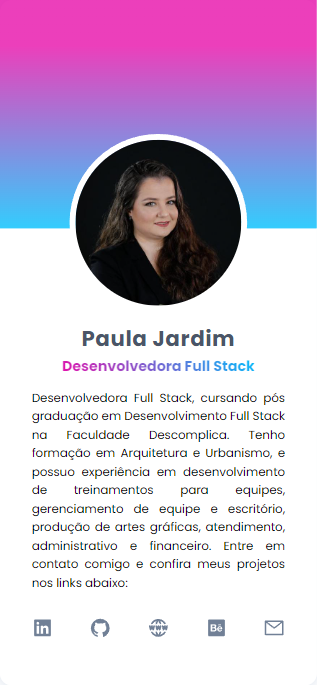 Paula Jardim
Desenvolvedora Full Stack
Desenvolvedora Full Stack, cursando pós
graduação em Desenvolvimento Full Stack
na Faculdade Descomplica. Tenho
formação em Arquitetura e Urbanismo, e
possuo experiência em desenvolvimento
de treinamentos para equipes,
gerenciamento de equipe e escritório,
produção de artes gráficas, atendimento,
administrativo e financeiro. Entre em
contato comigo e confira meus projetos
nos links abaixo:
in WWW Bē